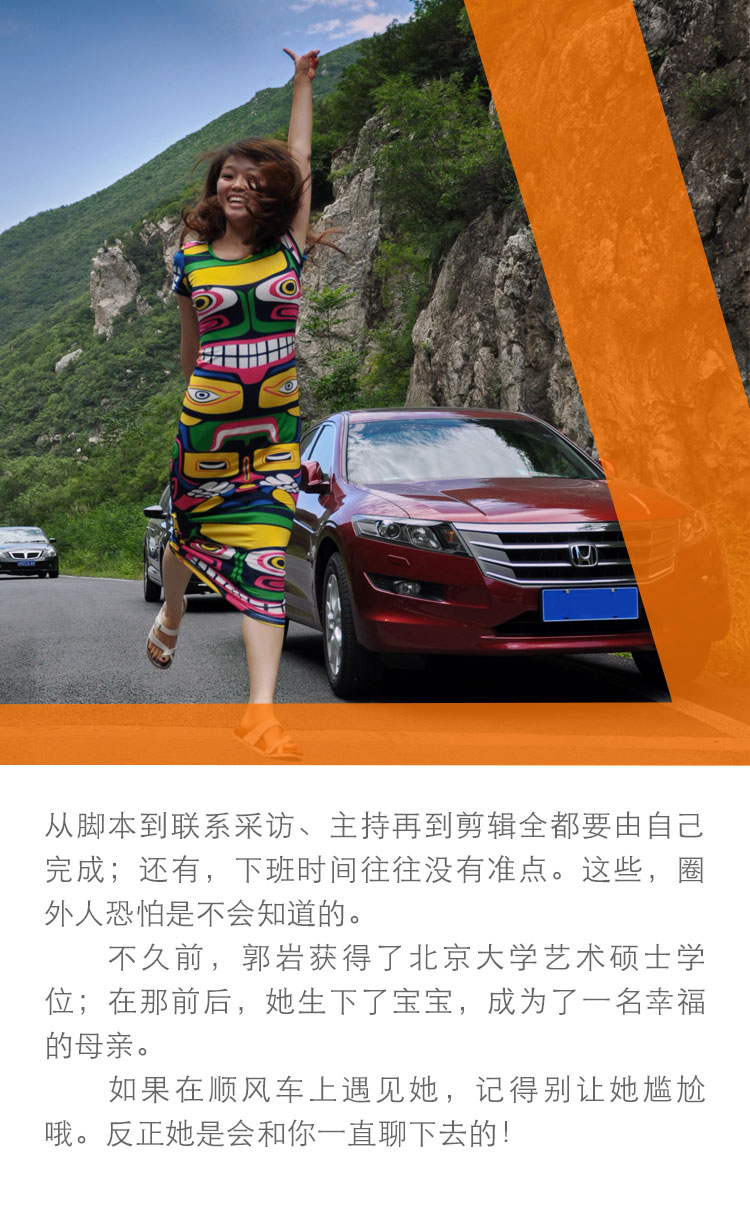 从脚本到联系采访、主持再到剪辑全都要由自己
完成；还有，下班时间往往没有准点。这些，圈
外人恐怕是不会知道的。
不久前，郭岩获得了北京大学艺术硕士学
位；在那前后，她生下了宝宝，成为了一名幸福
的母亲。
如果在顺风车上遇见她，记得别让她尴尬
哦。反正她是会和你一直聊下去的！